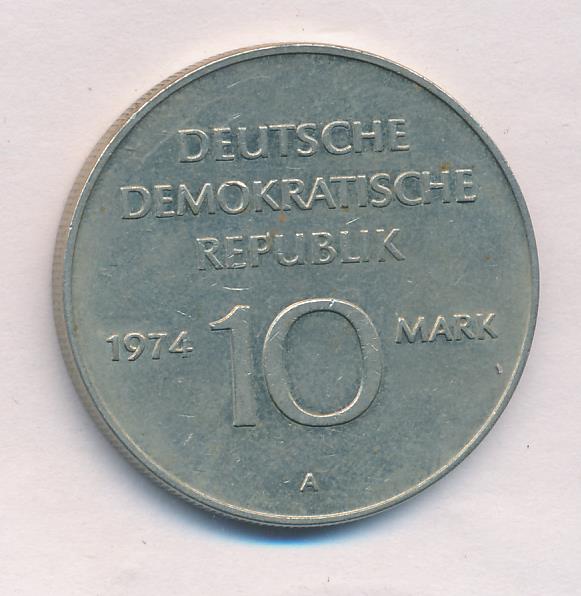 DEUTSCHE
DEMOKRATISCHE
REPUBLIK
1974 10 MARK
A